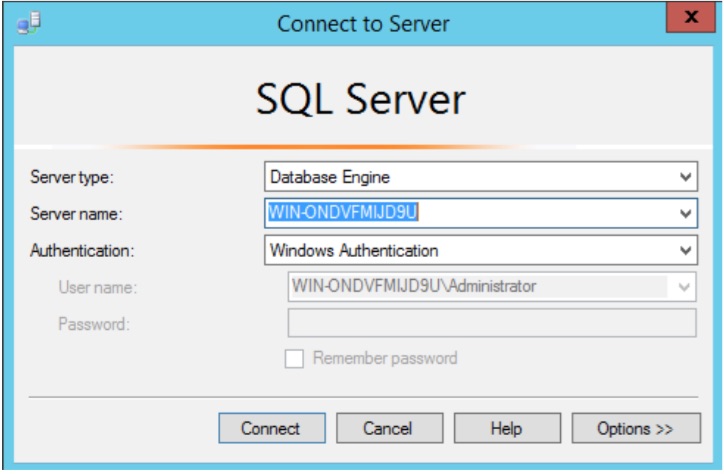 Connect to Server
x
SQL Server
Server type: Database Engine
Server name: WIN-ONDVFMIJD9U
Authentication: Windows Authentication
User name: WIN-ONDVFMIJD9U\Administrator
Password:
Remember password
Connect Cancel Help Options >>